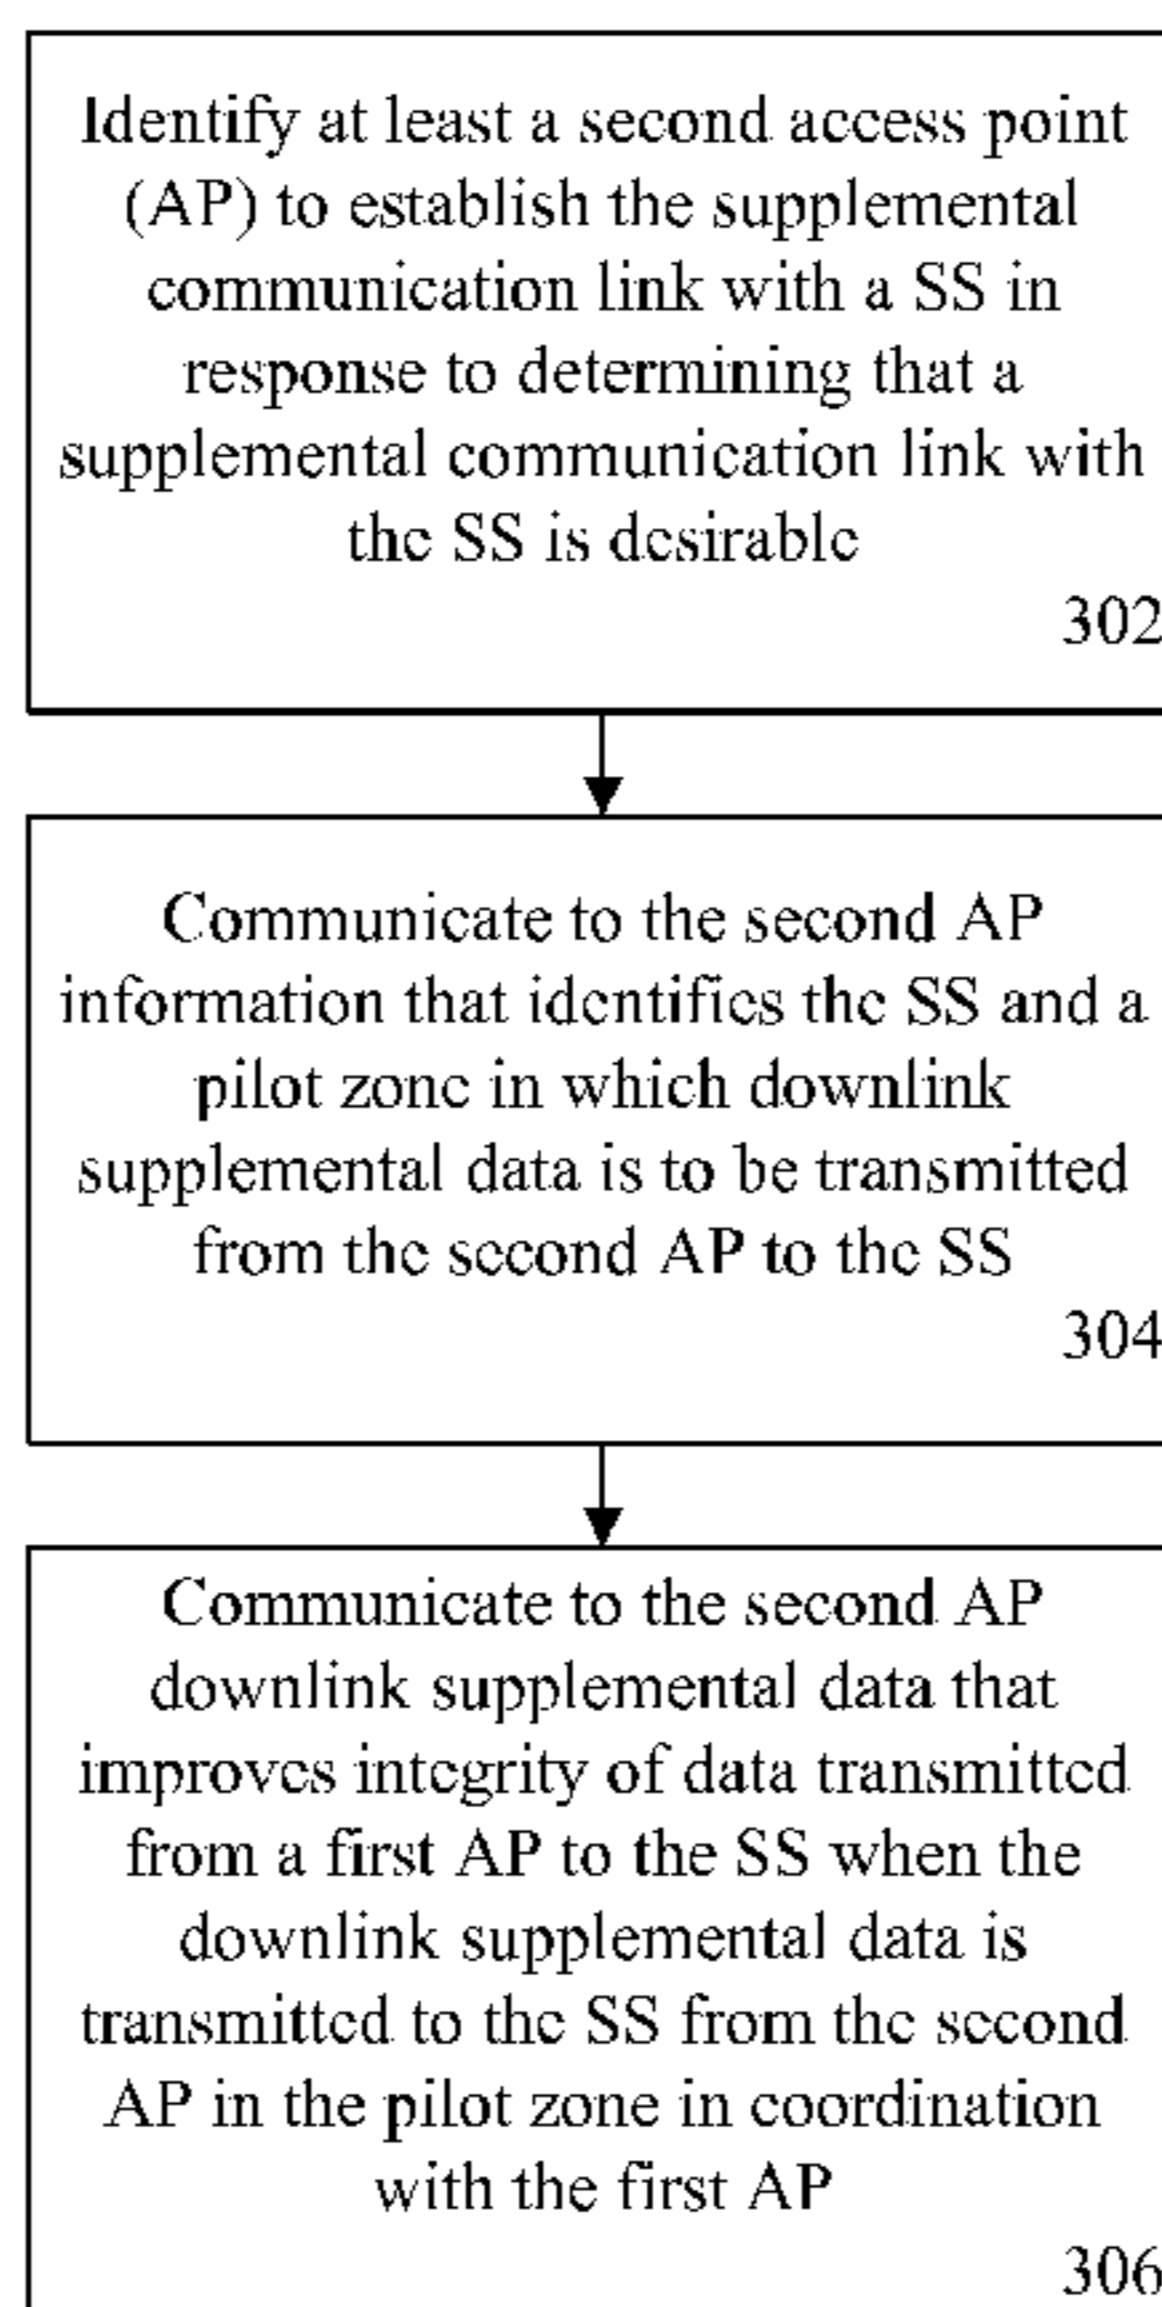 Identify at least a second access point
(AP) to establish the supplemental
communication link with a SS in
response to determining that a
supplemental communication link with
the SS is desirable
302
Communicate to the second AP
information that identifies the SS and a
pilot zone in which downlink
supplemental data is to be transmitted
from the second AP to the SS
304
Communicate to the second AP
downlink supplemental data that
improves integrity of data transmitted
from a first AP to the SS when the
downlink supplemental data is
transmitted to the SS from the second
AP in the pilot zone in coordination
with the first AP
306